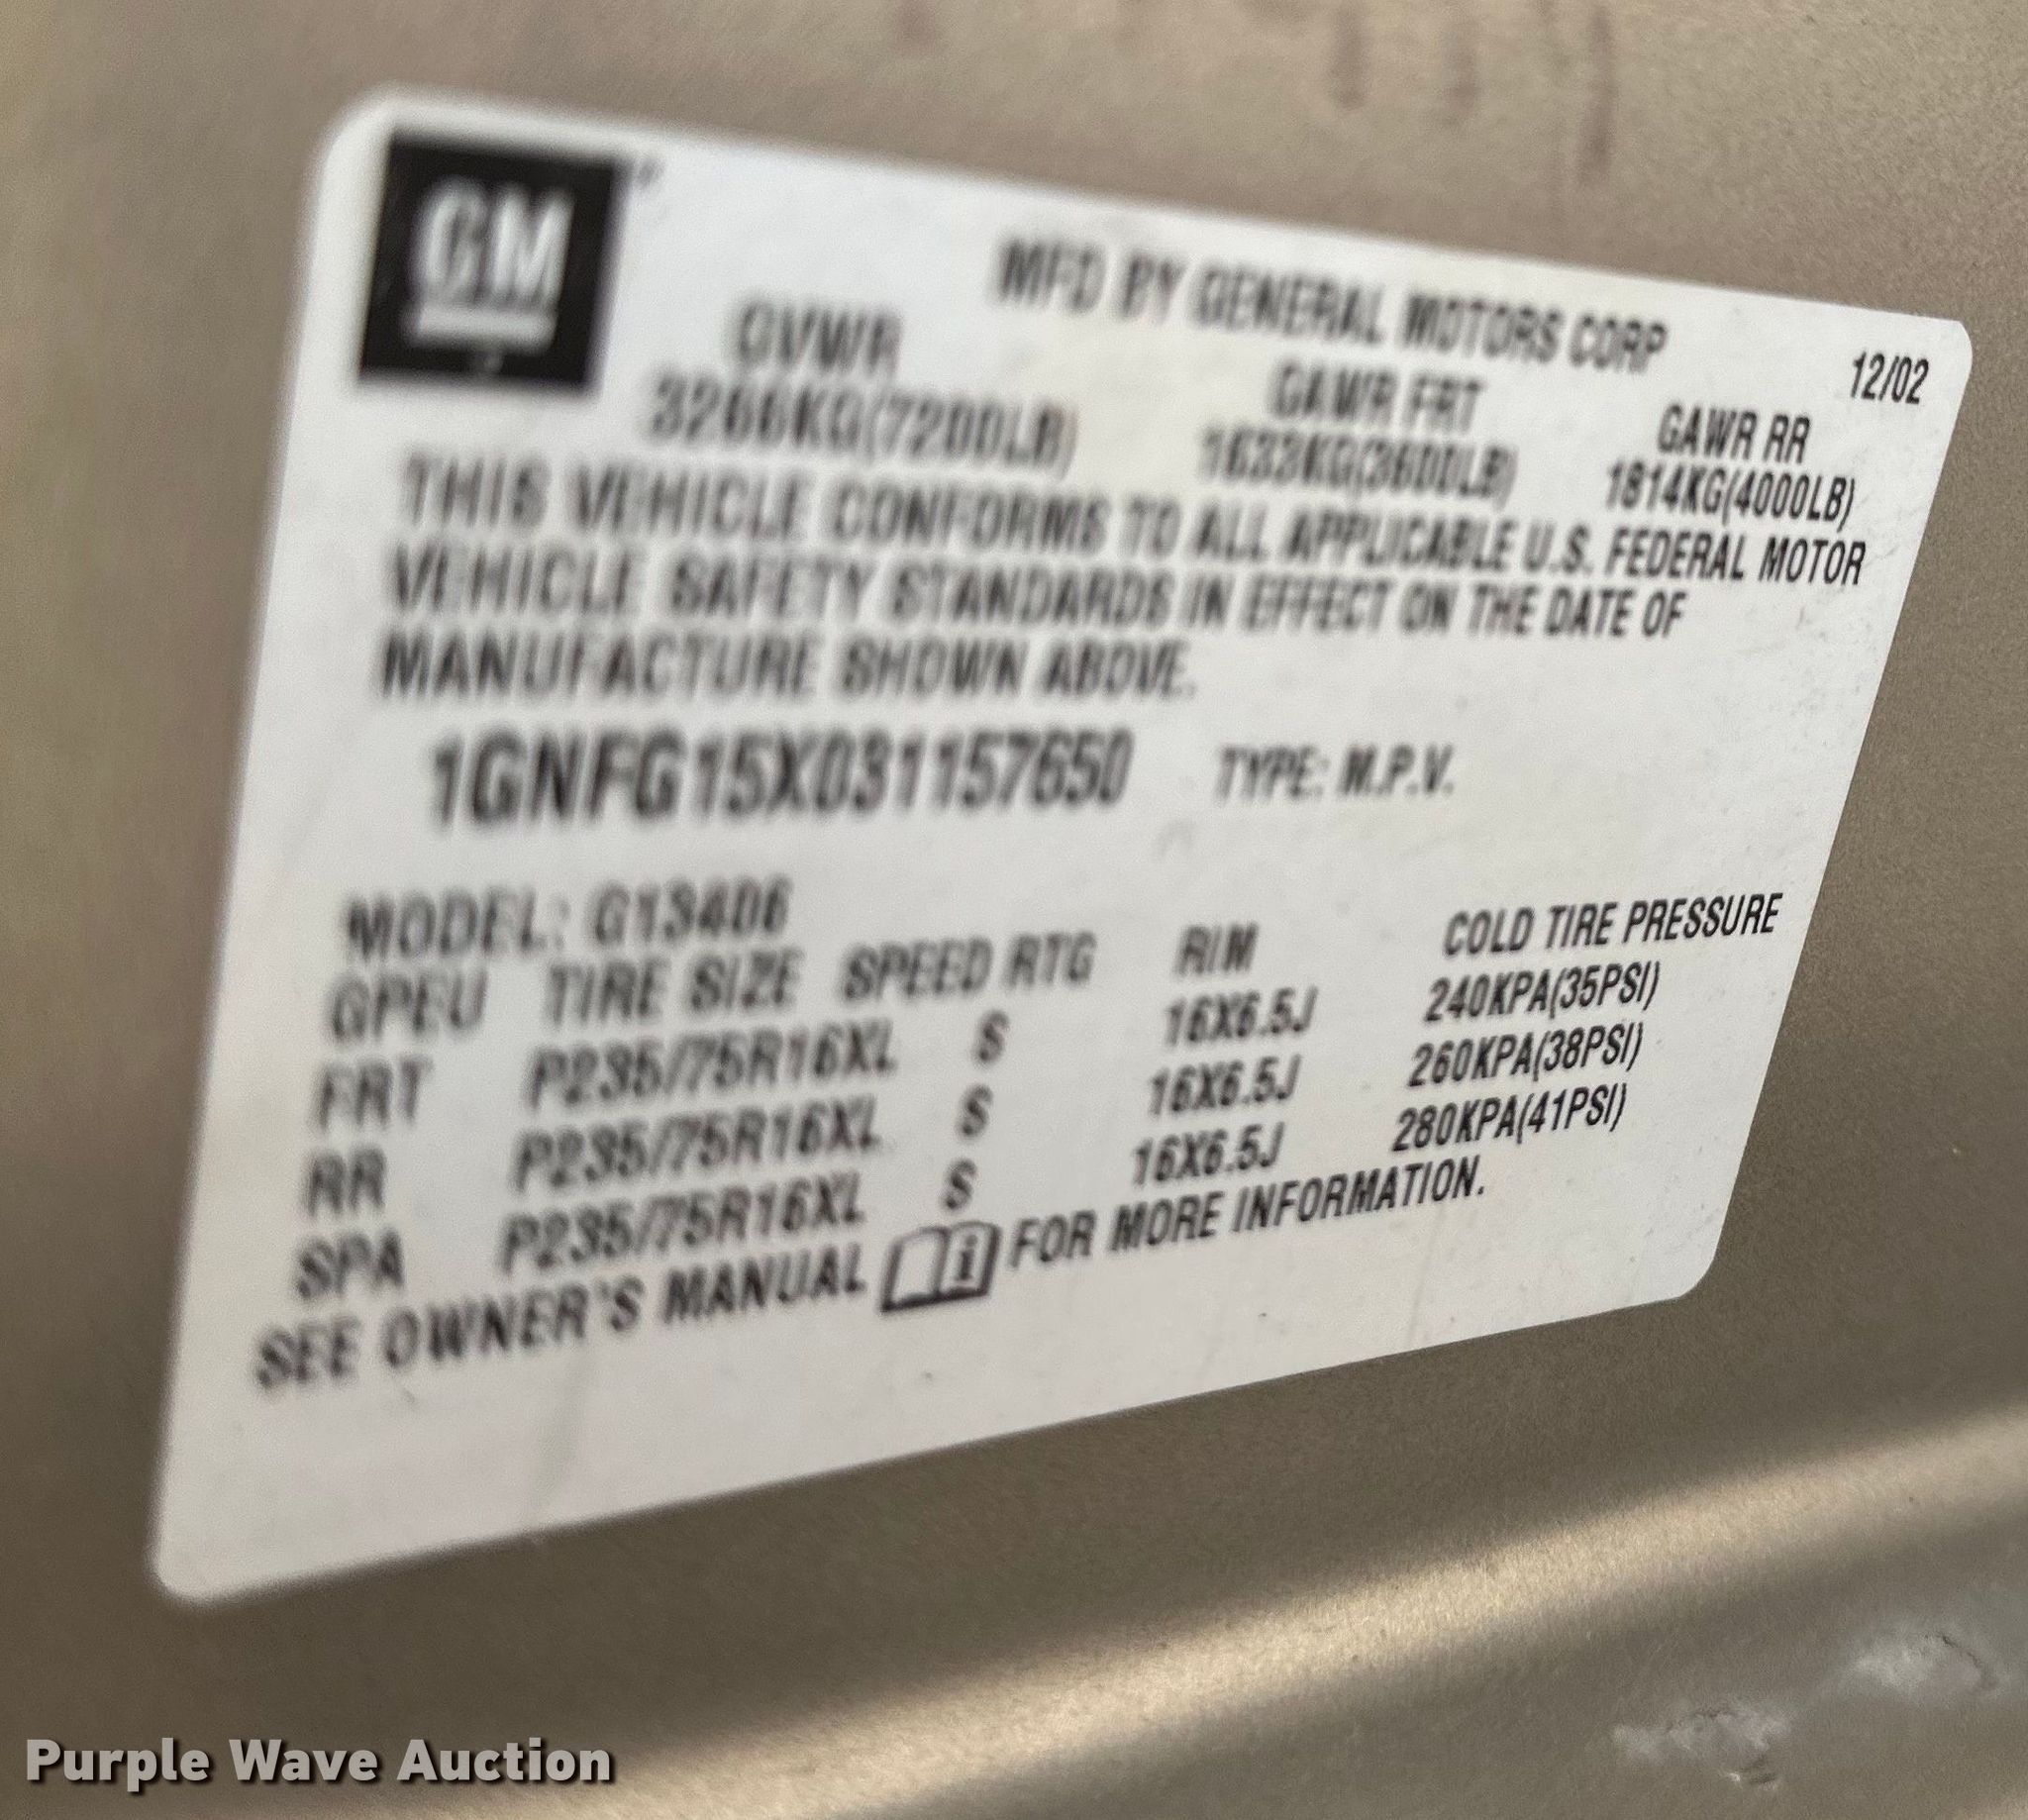 GM
MFD BY GENERAL MOTORS CORP 12/02
GVWR GAWR FRT GAWR RR
3266KG(7200LB) 1633KG(3600LB) 1814KG(4000LB)
THIS VEHICLE CONFORMS TO ALL APPLICABLE U.S. FEDERAL MOTOR
VEHICLE SAFETY STANDARDS IN EFFECT ON THE DATE OF
MANUFACTURE SHOWN ABOVE.
1GNFG15X031157650 TYPE: M.P.V.
MODEL: G13406
GPEU TIRE SIZE SPEED RTG RIM COLD TIRE PRESSURE
FRT P235/75R16XL S 16X6.5J 240KPA(35PSI)
RR P235/75R16XL S 16X6.5J 260KPA(38PSI)
SPA P235/75R16XL S 16X6.5J 280KPA(41PSI)
SEE OWNER'S MANUAL FOR MORE INFORMATION.
Purple Wave Auction